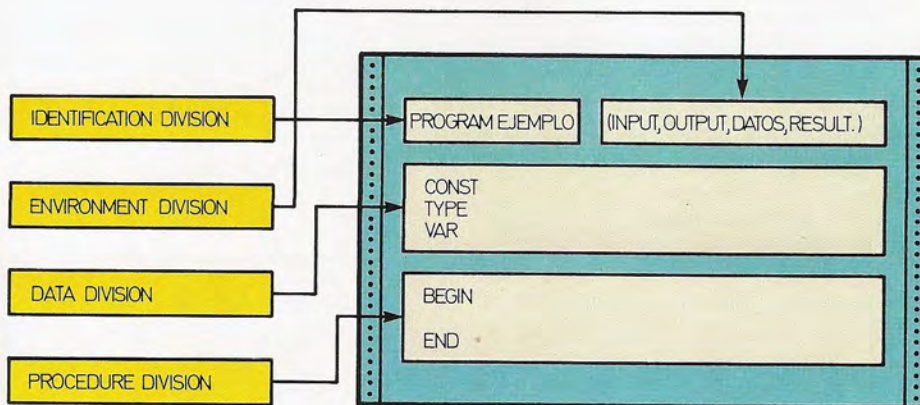 IDENTIFICATION DIVISION
PROGRAM EJEMPLO
(INPUT, OUTPUT, DATOS, RESULT.)
ENVIRONMENT DIVISION
CONST
TYPE
VAR
DATA DIVISION
BEGIN
END
PROCEDURE DIVISION